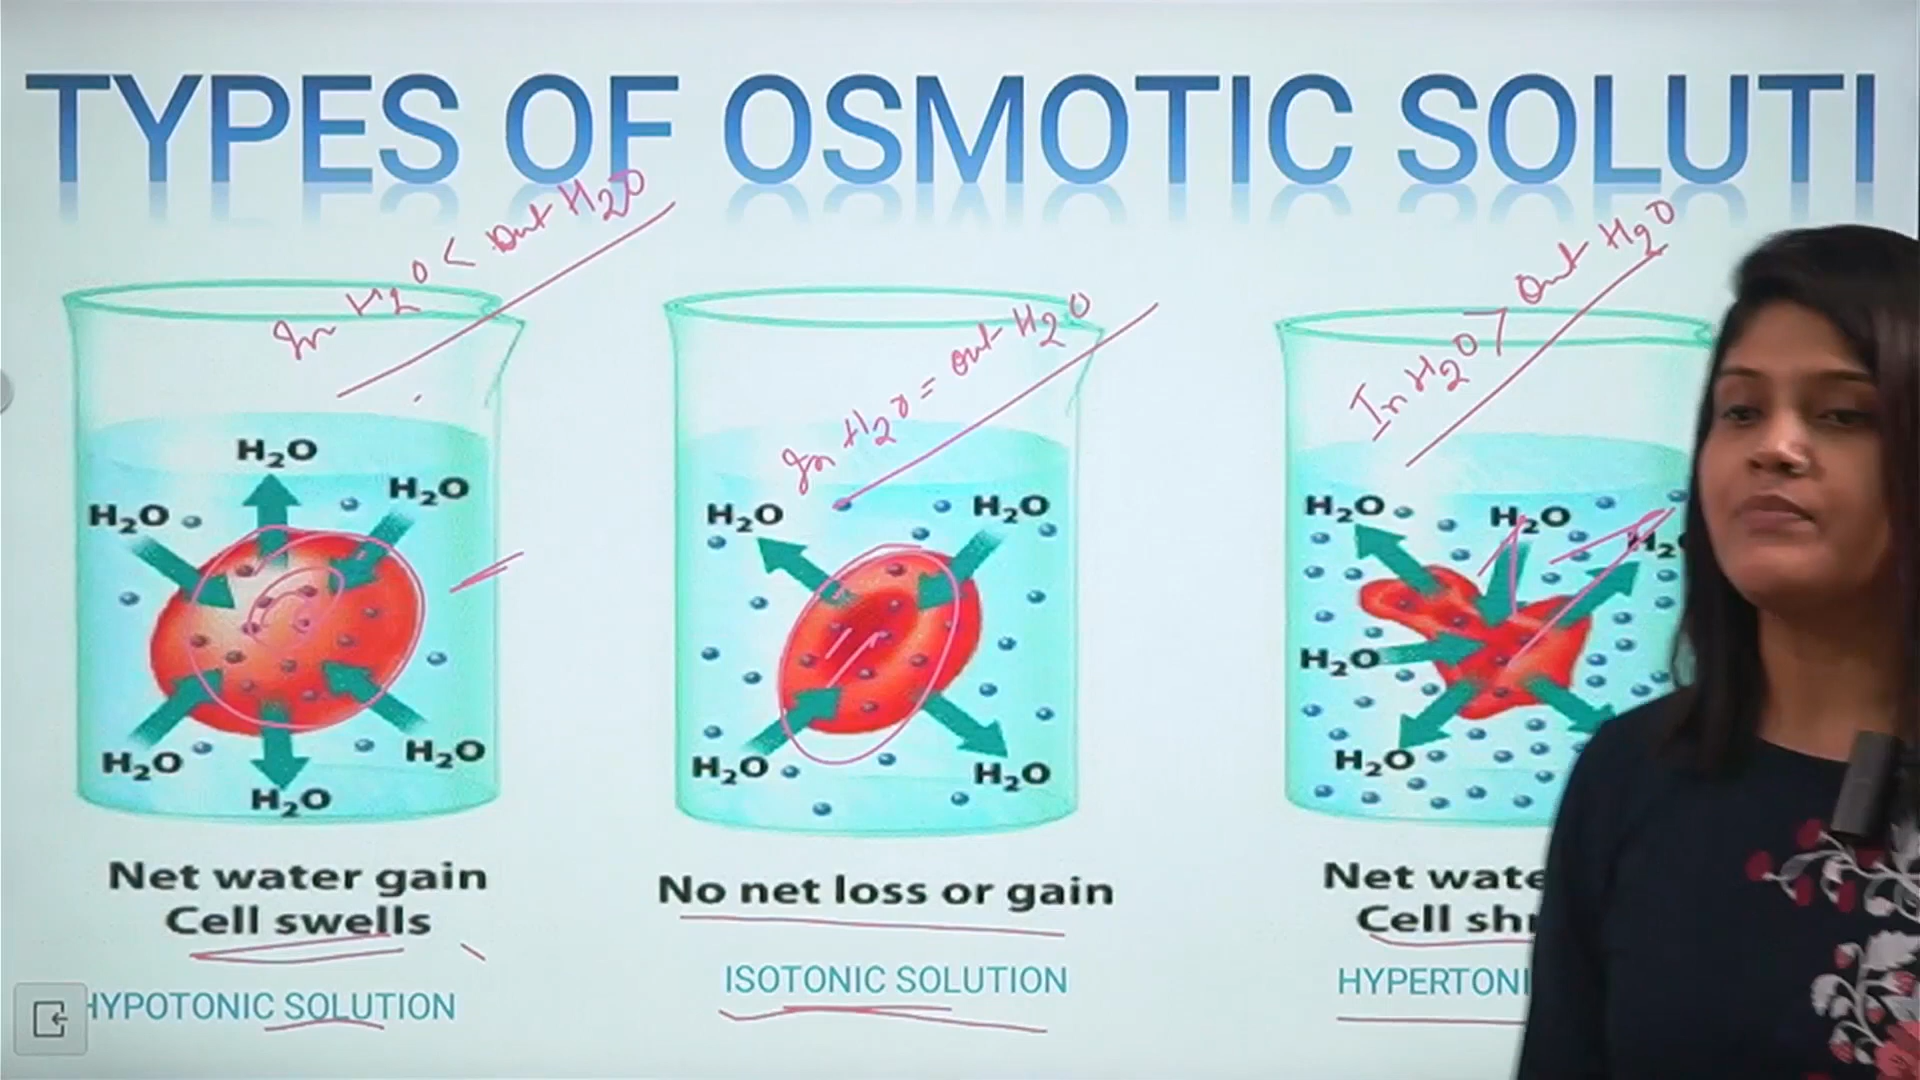 TYPES OF OSMOTIC SOLUTI
In H2O < out H2O
In H2O = out H2O
In H2O > out H2O
H2O
H2O
H2O
H2O
H2O
H2O
H2O
H2O
H2O
H2O
H2O
H2O
H2
H2O
H2O
Net water gain
Cell swells
No net loss or gain
Net wate
Cell shr
HYPOTONIC SOLUTION
ISOTONIC SOLUTION
HYPERTONI